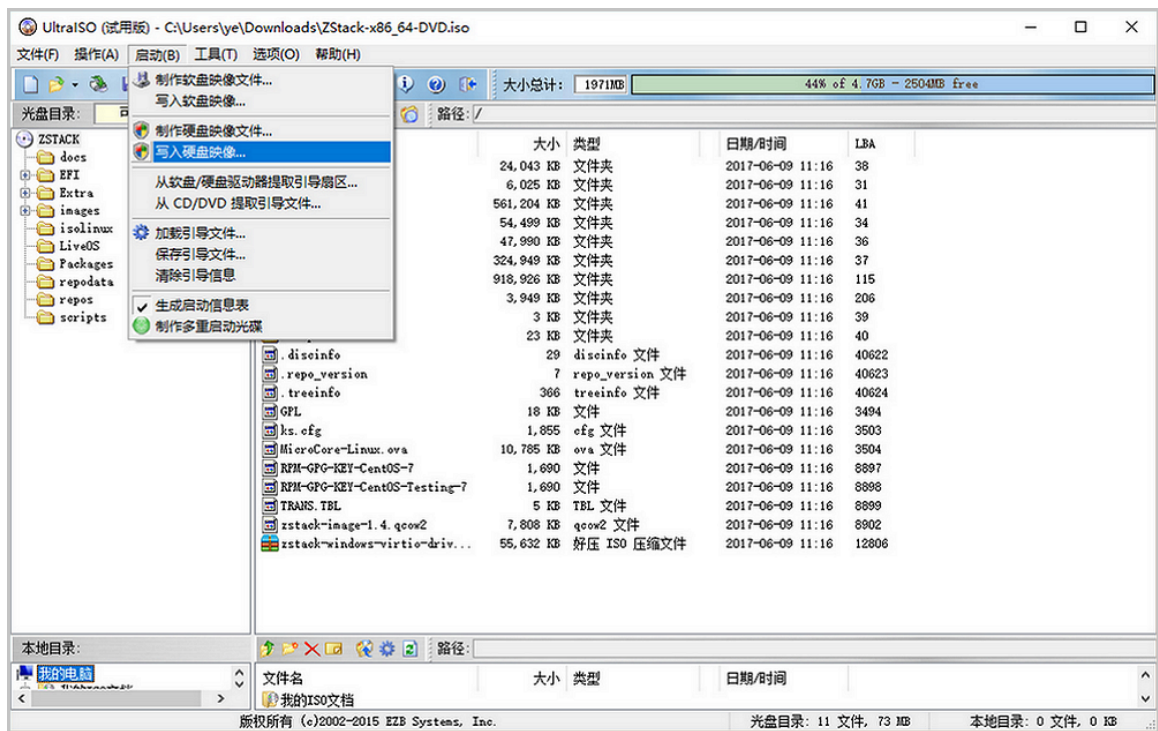 UltraISO (试用版) - C:\Users\ye\Downloads\ZStack-x86_64-DVD.iso
文件(F) 操作(A) 启动(B) 工具(T) 选项(O) 帮助(H)
大小总计: 1971MB 44% of 4.7GB - 2504MB free
光盘目录: 路径: /
制作软盘映像文件...
写入软盘映像...
制作硬盘映像文件...
写入硬盘映像...
从软盘/硬盘驱动器提取引导扇区...
从 CD/DVD 提取引导文件...
加载引导文件...
保存引导文件...
清除引导信息
生成启动信息表
制作多重启动光碟
ZSTACK
docs
EFI
Extra
images
isolinux
LiveOS
Packages
repodata
repos
scripts
大小 类型 日期/时间 LBA
24,043 KB 文件夹 2017-06-09 11:16 38
6,025 KB 文件夹 2017-06-09 11:16 31
561,204 KB 文件夹 2017-06-09 11:16 41
54,499 KB 文件夹 2017-06-09 11:16 34
47,990 KB 文件夹 2017-06-09 11:16 36
324,949 KB 文件夹 2017-06-09 11:16 37
918,926 KB 文件夹 2017-06-09 11:16 115
3,949 KB 文件夹 2017-06-09 11:16 206
3 KB 文件夹 2017-06-09 11:16 39
23 KB 文件夹 2017-06-09 11:16 40
.discinfo 29 discinfo 文件 2017-06-09 11:16 40622
.repo_version 7 repo_version 文件 2017-06-09 11:16 40623
.treeinfo 366 treeinfo 文件 2017-06-09 11:16 40624
GPL 18 KB 文件 2017-06-09 11:16 3494
ks.cfg 1,855 cfg 文件 2017-06-09 11:16 3503
MicroCore-Linux.ova 10,785 KB ova 文件 2017-06-09 11:16 3504
RPM-GPG-KEY-CentOS-7 1,690 文件 2017-06-09 11:16 8897
RPM-GPG-KEY-CentOS-Testing-7 1,690 文件 2017-06-09 11:16 8898
TRANS.TBL 5 KB TBL 文件 2017-06-09 11:16 8899
zstack-image-1.4.qcow2 7,808 KB qcow2 文件 2017-06-09 11:16 8902
zstack-windows-virtio-driv... 55,632 KB 好压 ISO 压缩文件 2017-06-09 11:16 12806
本地目录: 路径:
我的电脑
文件名 大小 类型 日期/时间
我的ISO文档
版权所有 (c)2002-2015 EZB Systems, Inc. 光盘目录: 11 文件, 73 MB 本地目录: 0 文件, 0 KB